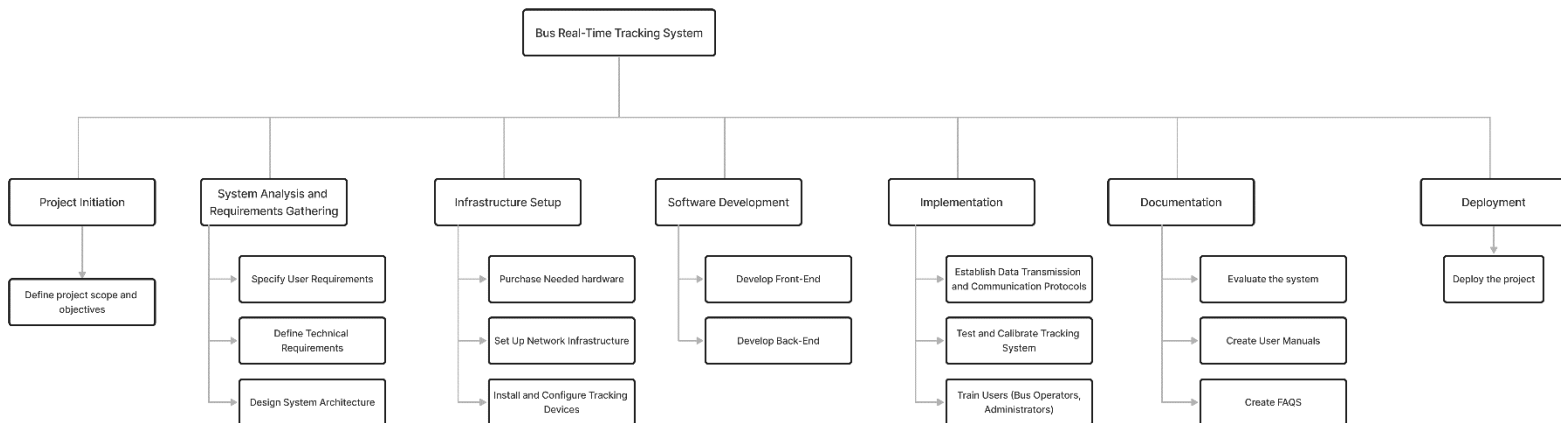 Bus Real-Time Tracking System
Project Initiation
System Analysis and
Requirements Gathering
Infrastructure Setup
Software Development
Implementation
Documentation
Deployment
Define project scope and
objectives
Specify User Requirements
Define Technical
Requirements
Design System Architecture
Purchase Needed hardware
Set Up Network Infrastructure
Install and Configure Tracking
Devices
Develop Front-End
Develop Back-End
Establish Data Transmission
and Communication Protocols
Test and Calibrate Tracking
System
Train Users (Bus Operators,
Administrators)
Evaluate the system
Create User Manuals
Create FAQS
Deploy the project